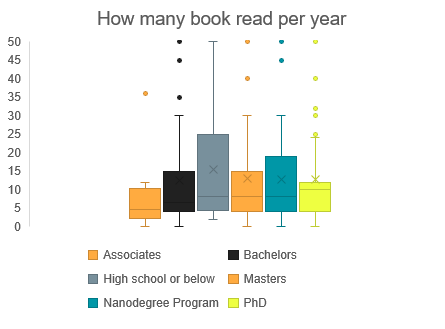 How many book read per year
50
45
40
35
30
25
20
15
10
5
0
Associates Bachelors
High school or below Masters
Nanodegree Program PhD